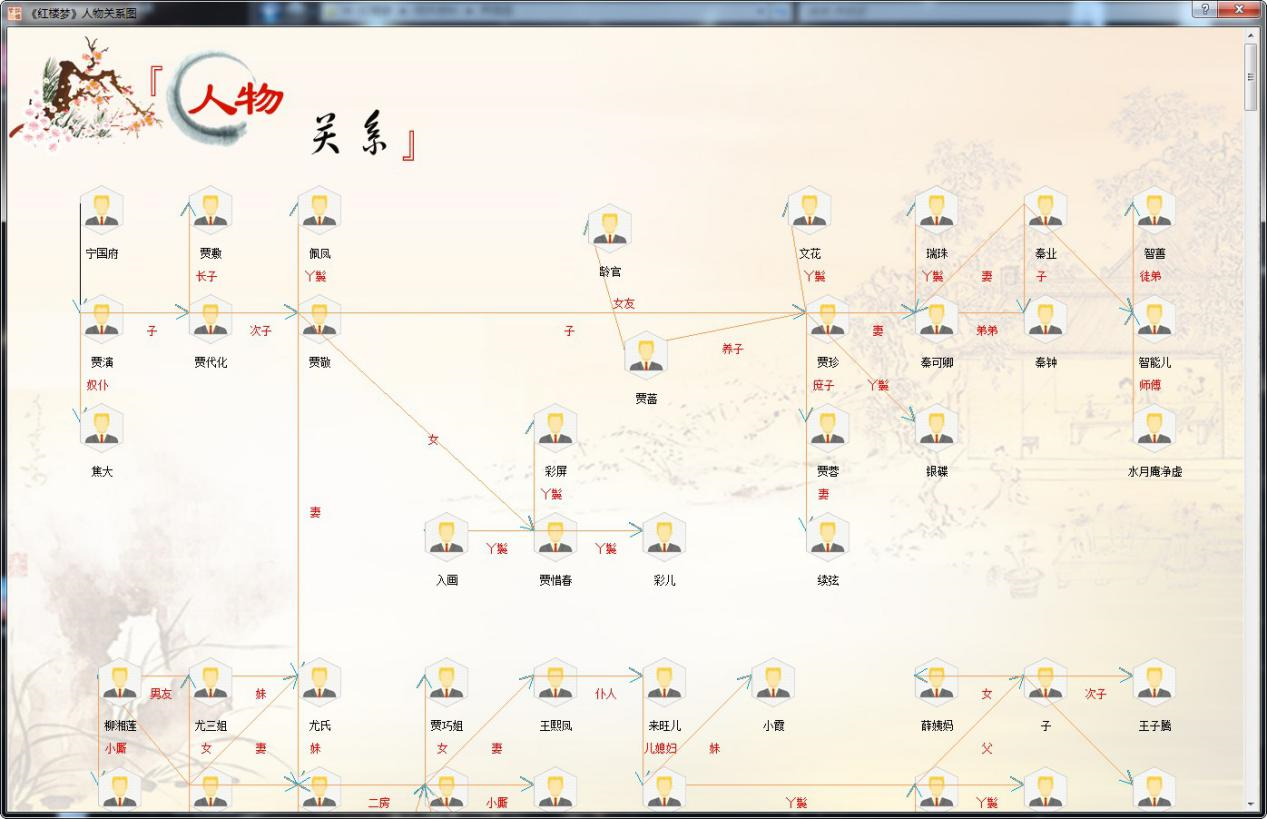 《红楼梦》人物关系图
『人物
关系』
宁国府
贾敷
佩凤
龄官
文花
瑞珠
秦业
智善
长子
丫鬟
丫鬟
丫鬟
妻
子
徒弟
女友
子
次子
子
养子
妻
弟弟
贾演
贾代化
贾敬
贾蔷
贾珍
秦可卿
秦钟
智能儿
奴仆
庶子
丫鬟
师傅
女
焦大
彩屏
贾蓉
银碟
水月庵净虚
丫鬟
妻
妻
丫鬟
丫鬟
入画
贾惜春
彩儿
续弦
男友
妹
仆人
女
次子
柳湘莲
尤三姐
尤氏
贾巧姐
王熙凤
来旺儿
小霞
薛姨妈
子
王子腾
小厮
女
妻
妹
女
妻
儿媳妇
妹
父
二房
小厮
丫鬟
丫鬟